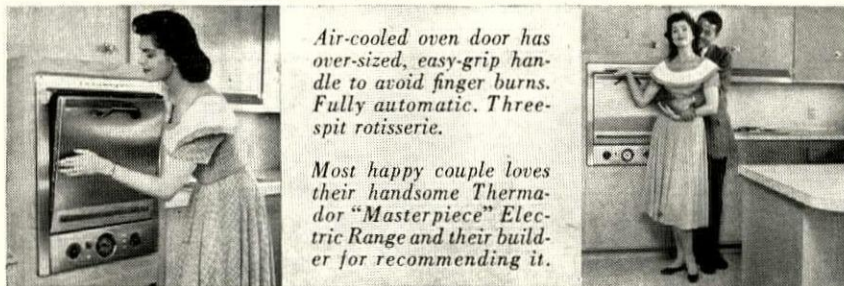 Air-cooled oven door has
over-sized, easy-grip han-
dle to avoid finger burns.
Fully automatic. Three-
spit rotisserie.
Most happy couple loves
their handsome Therma-
dor "Masterpiece" Elec-
tric Range and their build-
er for recommending it.